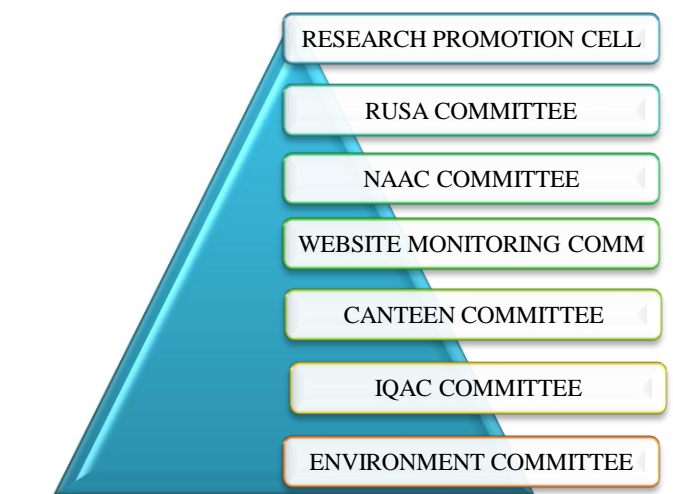 RESEARCH PROMOTION CELL
RUSA COMMITTEE
NAAC COMMITTEE
WEBSITE MONITORING COMM
CANTEEN COMMITTEE
IQAC COMMITTEE
ENVIRONMENT COMMITTEE